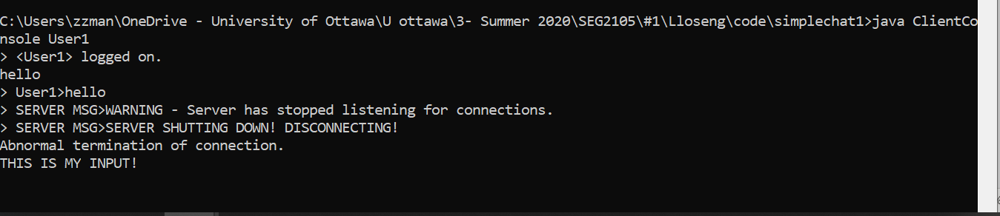 C:\Users\zzman\OneDrive - University of Ottawa\U ottawa\3- Summer 2020\SEG2105\#1\Lloseng\code\simplechat1>java ClientCo
nsole User1
> <User1> logged on.
hello
> User1>hello
> SERVER MSG>WARNING - Server has stopped listening for connections.
> SERVER MSG>SERVER SHUTTING DOWN! DISCONNECTING!
Abnormal termination of connection.
THIS IS MY INPUT!